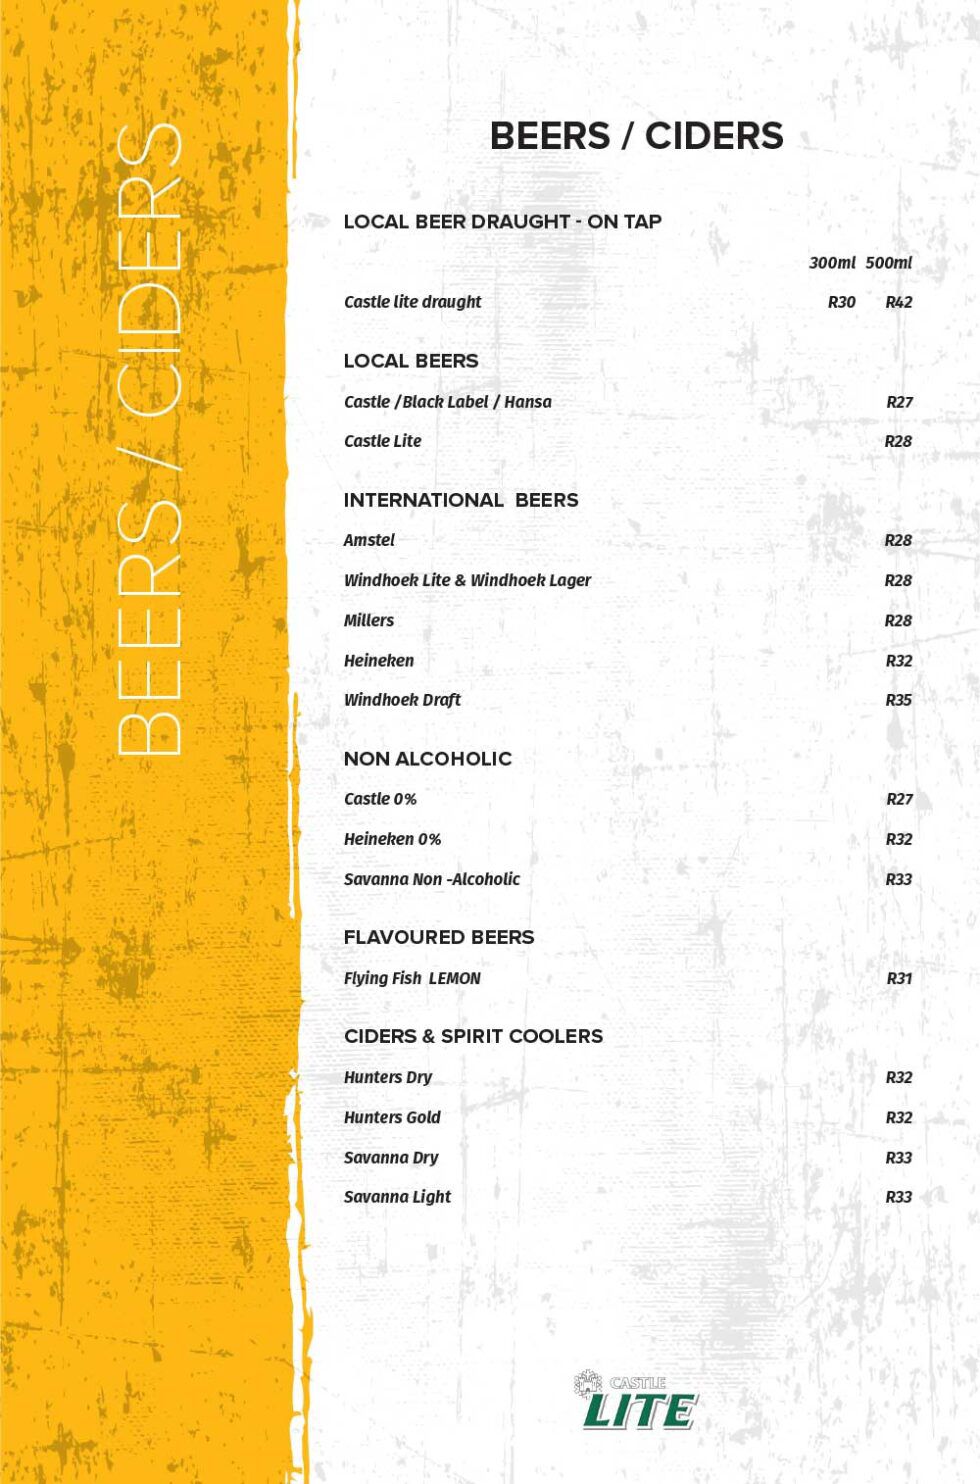 BEERS / CIDERS
BEERS / CIDERS
LOCAL BEER DRAUGHT - ON TAP
300ml 500ml
Castle lite draught R30 R42
LOCAL BEERS
Castle /Black Label / Hansa R27
Castle Lite R28
INTERNATIONAL BEERS
Amstel R28
Windhoek Lite & Windhoek Lager R28
Millers R28
Heineken R32
Windhoek Draft R35
NON ALCOHOLIC
Castle 0% R27
Heineken 0% R32
Savanna Non -Alcoholic R33
FLAVOURED BEERS
Flying Fish LEMON R31
CIDERS & SPIRIT COOLERS
Hunters Dry R32
Hunters Gold R32
Savanna Dry R33
Savanna Light R33
CASTLE
LITE